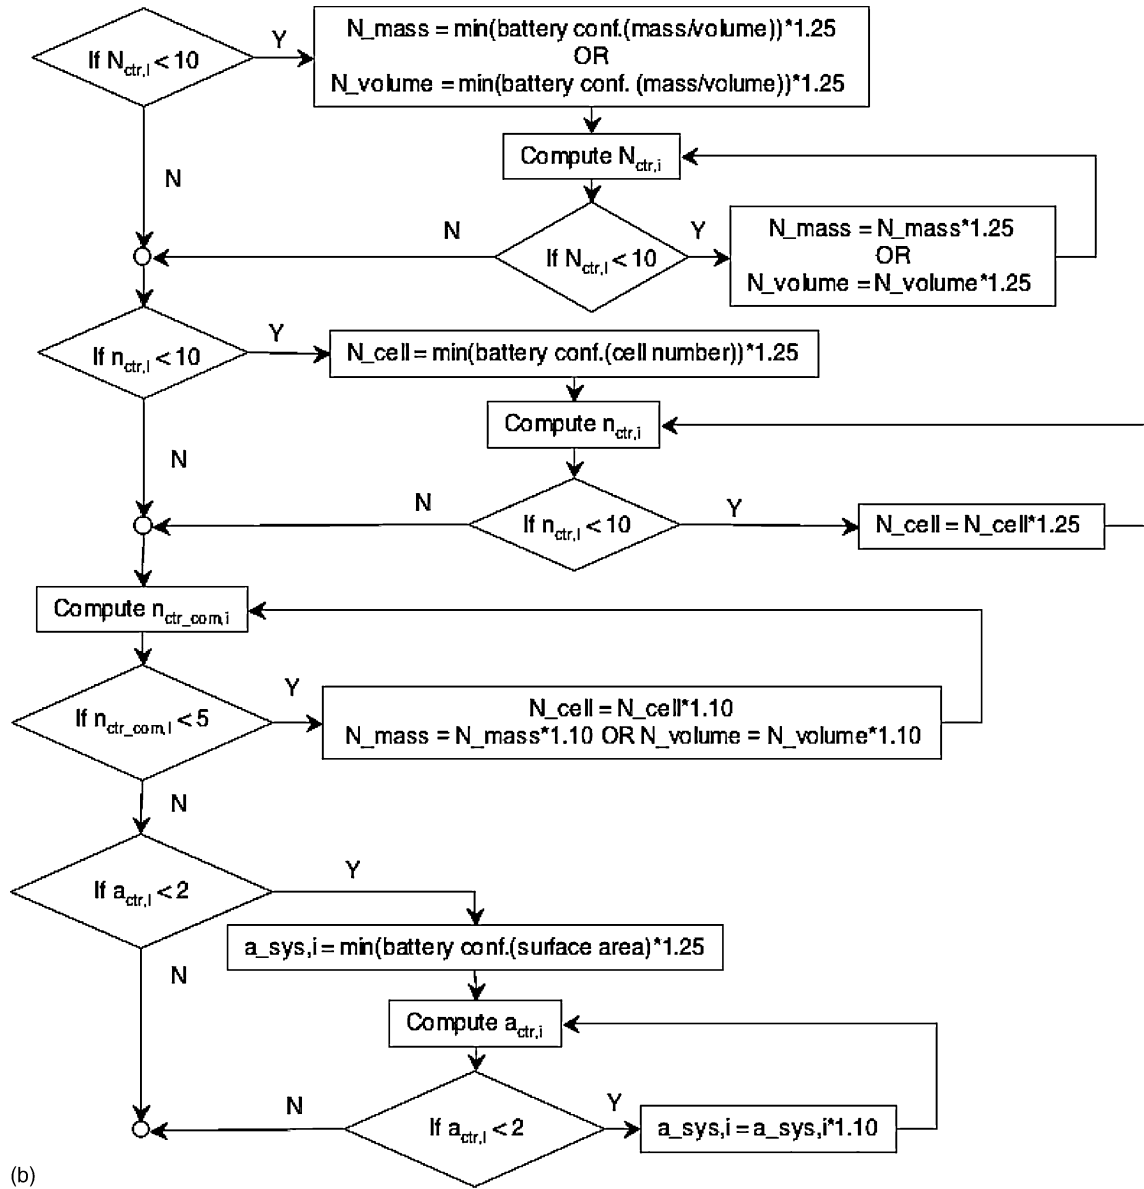 If N_ctr,l < 10
Y
N_mass = min(battery conf.(mass/volume))*1.25
OR
N_volume = min(battery conf. (mass/volume))*1.25
N
Compute N_ctr,i
N
If N_ctr,l < 10
Y
N_mass = N_mass*1.25
OR
N_volume = N_volume*1.25
If n_ctr,l < 10
Y
N_cell = min(battery conf.(cell number))*1.25
Compute n_ctr,i
N
N
If n_ctr,l < 10
Y
N_cell = N_cell*1.25
Compute n_ctr_com,i
If n_ctr_com,l < 5
Y
N_cell = N_cell*1.10
N_mass = N_mass*1.10 OR N_volume = N_volume*1.10
N
If a_ctr,l < 2
Y
a_sys,i = min(battery conf.(surface area)*1.25
N
Compute a_ctr,i
N
If a_ctr,l < 2
Y
a_sys,i = a_sys,i*1.10
(b)